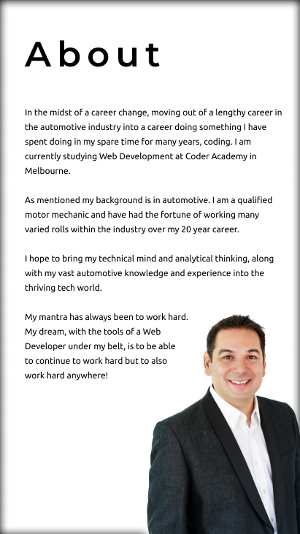 About
In the midst of a career change, moving out of a lengthy career in
the automotive industry into a career doing something I have
spent doing in my spare time for many years, coding. I am
currently studying Web Development at Coder Academy in
Melbourne.
As mentioned my background is in automotive. I am a qualified
motor mechanic and have had the fortune of working many
varied rolls within the industry over my 20 year career.
I hope to bring my technical mind and analytical thinking, along
with my vast automotive knowledge and experience into the
thriving tech world.
My mantra has always been to work hard.
My dream, with the tools of a Web
Developer under my belt, is to be able
to continue to work hard but to also
work hard anywhere!